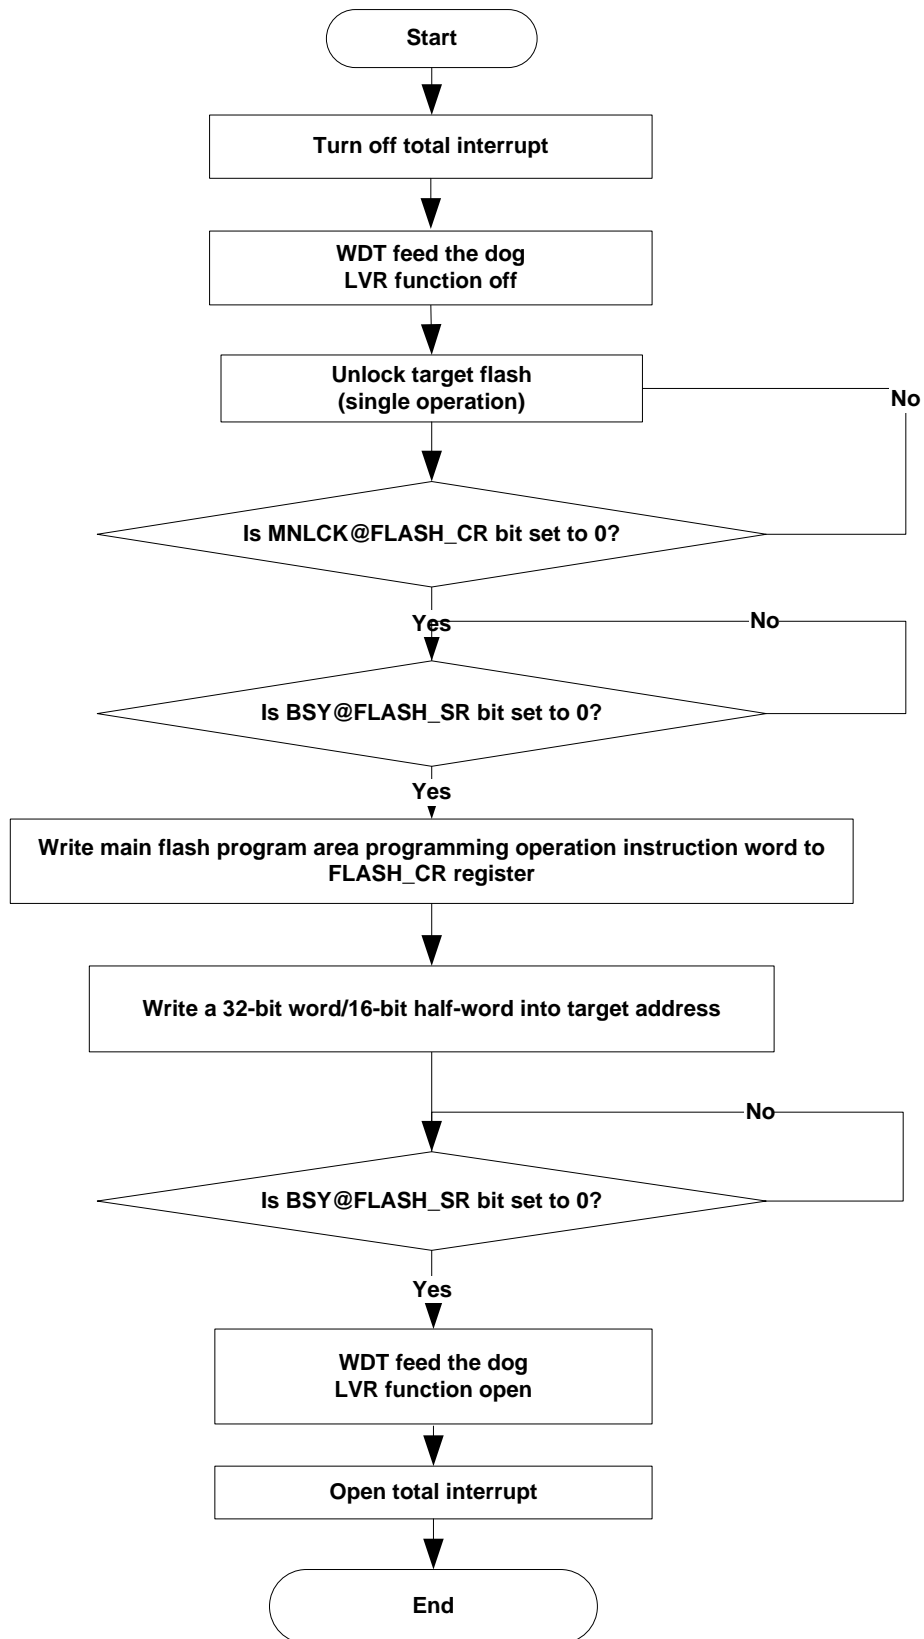 Start
Turn off total interrupt
WDT feed the dog
LVR function off
Unlock target flash
(single operation)
No
Is MNLCK@FLASH_CR bit set to 0?
Yes
No
Is BSY@FLASH_SR bit set to 0?
Yes
Write main flash program area programming operation instruction word to
FLASH_CR register
Write a 32-bit word/16-bit half-word into target address
No
Is BSY@FLASH_SR bit set to 0?
Yes
WDT feed the dog
LVR function open
Open total interrupt
End